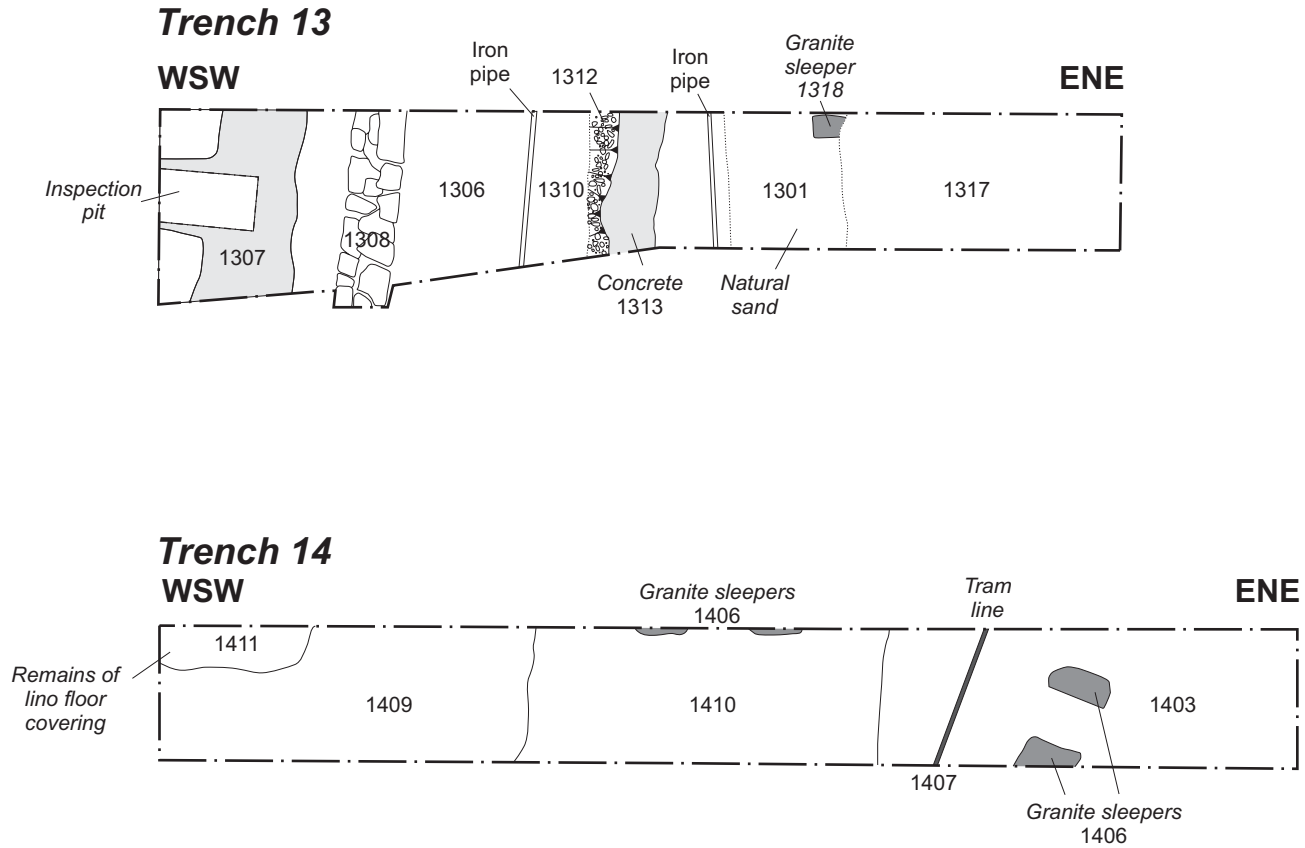 Trench 13
WSW
ENE
Iron
pipe
1312
Iron
pipe
Granite
sleeper
1318
Inspection
pit
1307
1308
1306
1310
1301
1317
Concrete
1313
Natural
sand
Trench 14
WSW
ENE
Granite sleepers
1406
Tram
line
1411
Remains of
lino floor
covering
1409
1410
1403
1407
Granite sleepers
1406